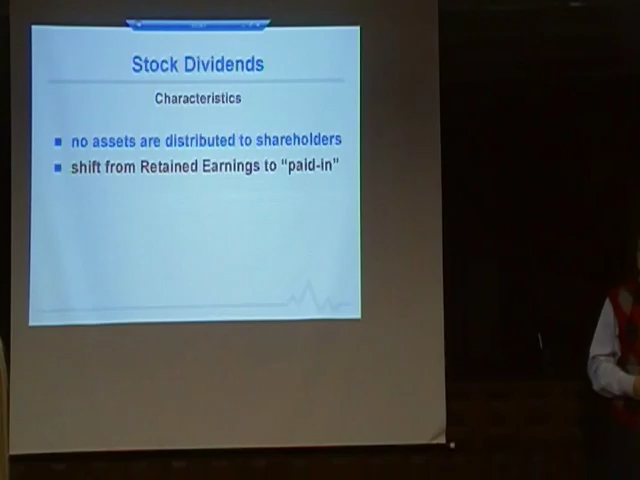 Stock Dividends
Characteristics
no assets are distributed to shareholders
shift from Retained Earnings to “paid-in”